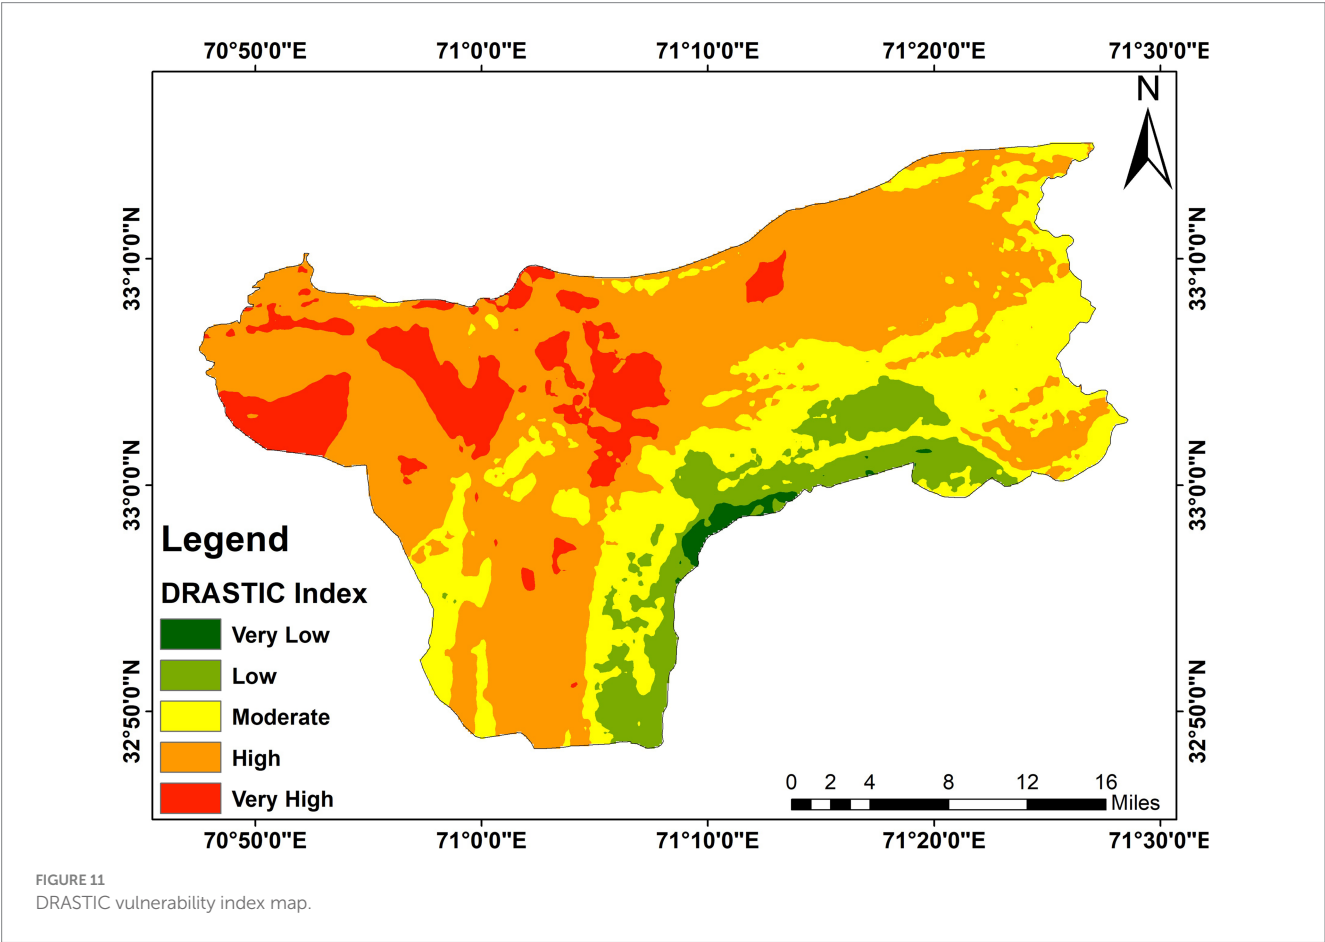 70°50'0"E 71°0'0"E 71°10'0"E 71°20'0"E 71°30'0"E
N
33°10'0"N 33°10'0"N
33°0'0"N 33°0'0"N
Legend
DRASTIC Index
Very Low
Low
32°50'0"N 32°50'0"N
Moderate
High
0 2 4 8 12 16
Very High
Miles
70°50'0"E 71°0'0"E 71°10'0"E 71°20'0"E 71°30'0"E
FIGURE 11
DRASTIC vulnerability index map.